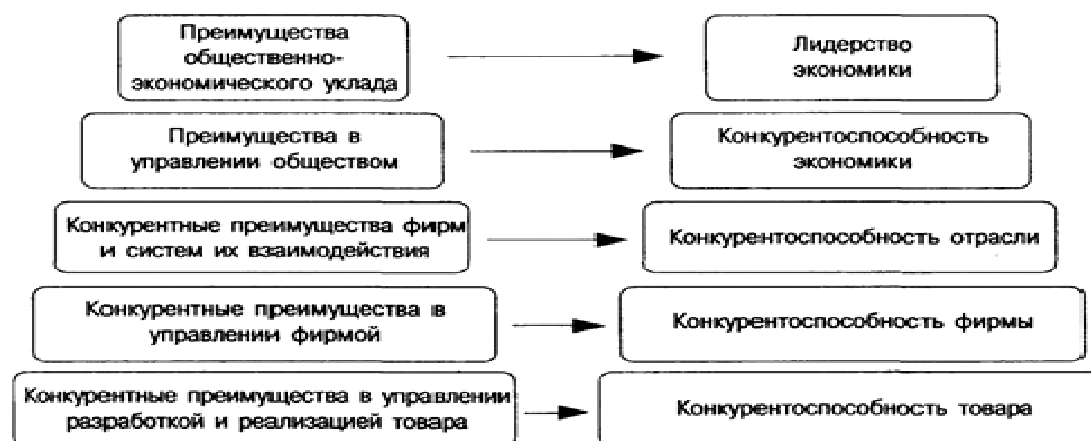 Преимущества
общественно-
экономического уклада
Лидерство
экономики
Преимущества в
управлении обществом
Конкурентоспособность
экономики
Конкурентные преимущества фирм
и систем их взаимодействия
Конкурентоспособность отрасли
Конкурентные преимущества в
управлении фирмой
Конкурентоспособность фирмы
Конкурентные преимущества в управлении
разработкой и реализацией товара
Конкурентоспособность товара